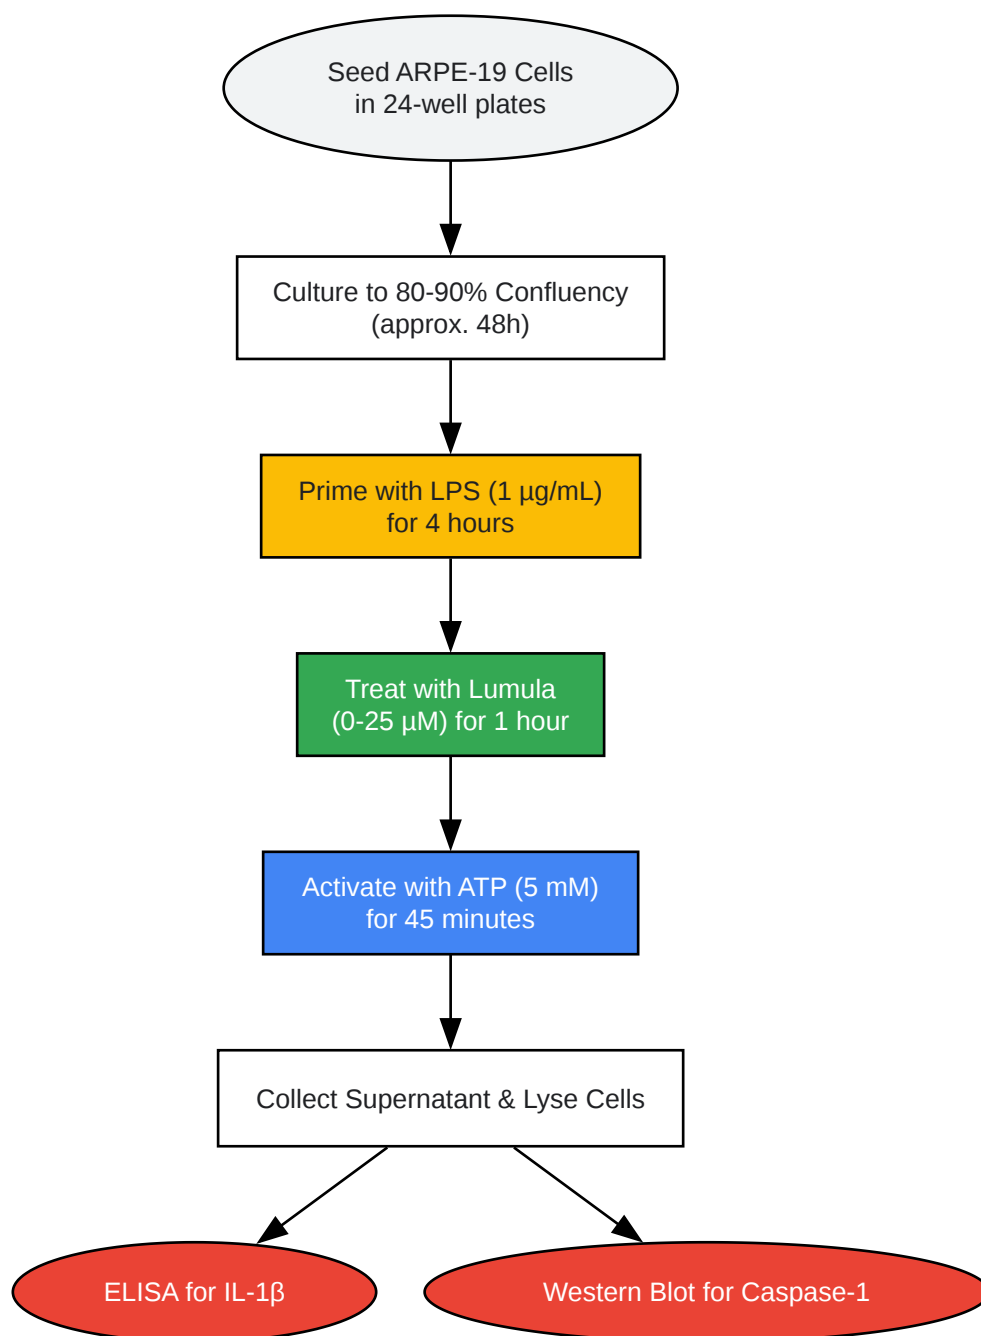 Seed ARPE-19 Cells
in 24-well plates
Culture to 80-90% Confluency
(approx. 48h)
Prime with LPS (1 µg/mL)
for 4 hours
Treat with Lumula
(0-25 µM) for 1 hour
Activate with ATP (5 mM)
for 45 minutes
Collect Supernatant & Lyse Cells
ELISA for IL-1β
Western Blot for Caspase-1